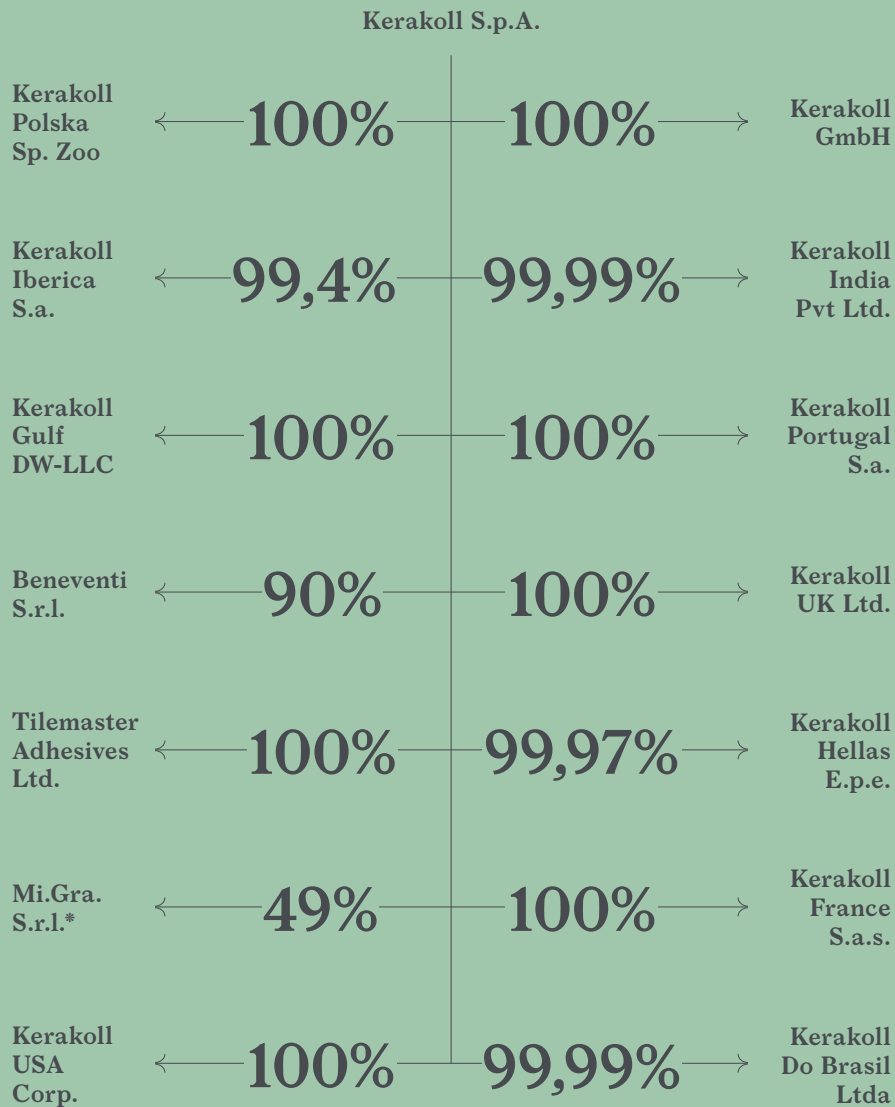 Kerakoll S.p.A.
Kerakoll
Polska
Sp. Zoo
100%
100%
Kerakoll
GmbH
Kerakoll
Iberica
S.a.
99,4%
99,99%
Kerakoll
India
Pvt Ltd.
Kerakoll
Gulf
DW-LLC
100%
100%
Kerakoll
Portugal
S.a.
Beneventi
S.r.l.
90%
100%
Kerakoll
UK Ltd.
Tilemaster
Adhesives
Ltd.
100%
99,97%
Kerakoll
Hellas
E.p.e.
Mi.Gra.
S.r.l.*
49%
100%
Kerakoll
France
S.a.s.
Kerakoll
USA
Corp.
100%
99,99%
Kerakoll
Do Brasil
Ltda